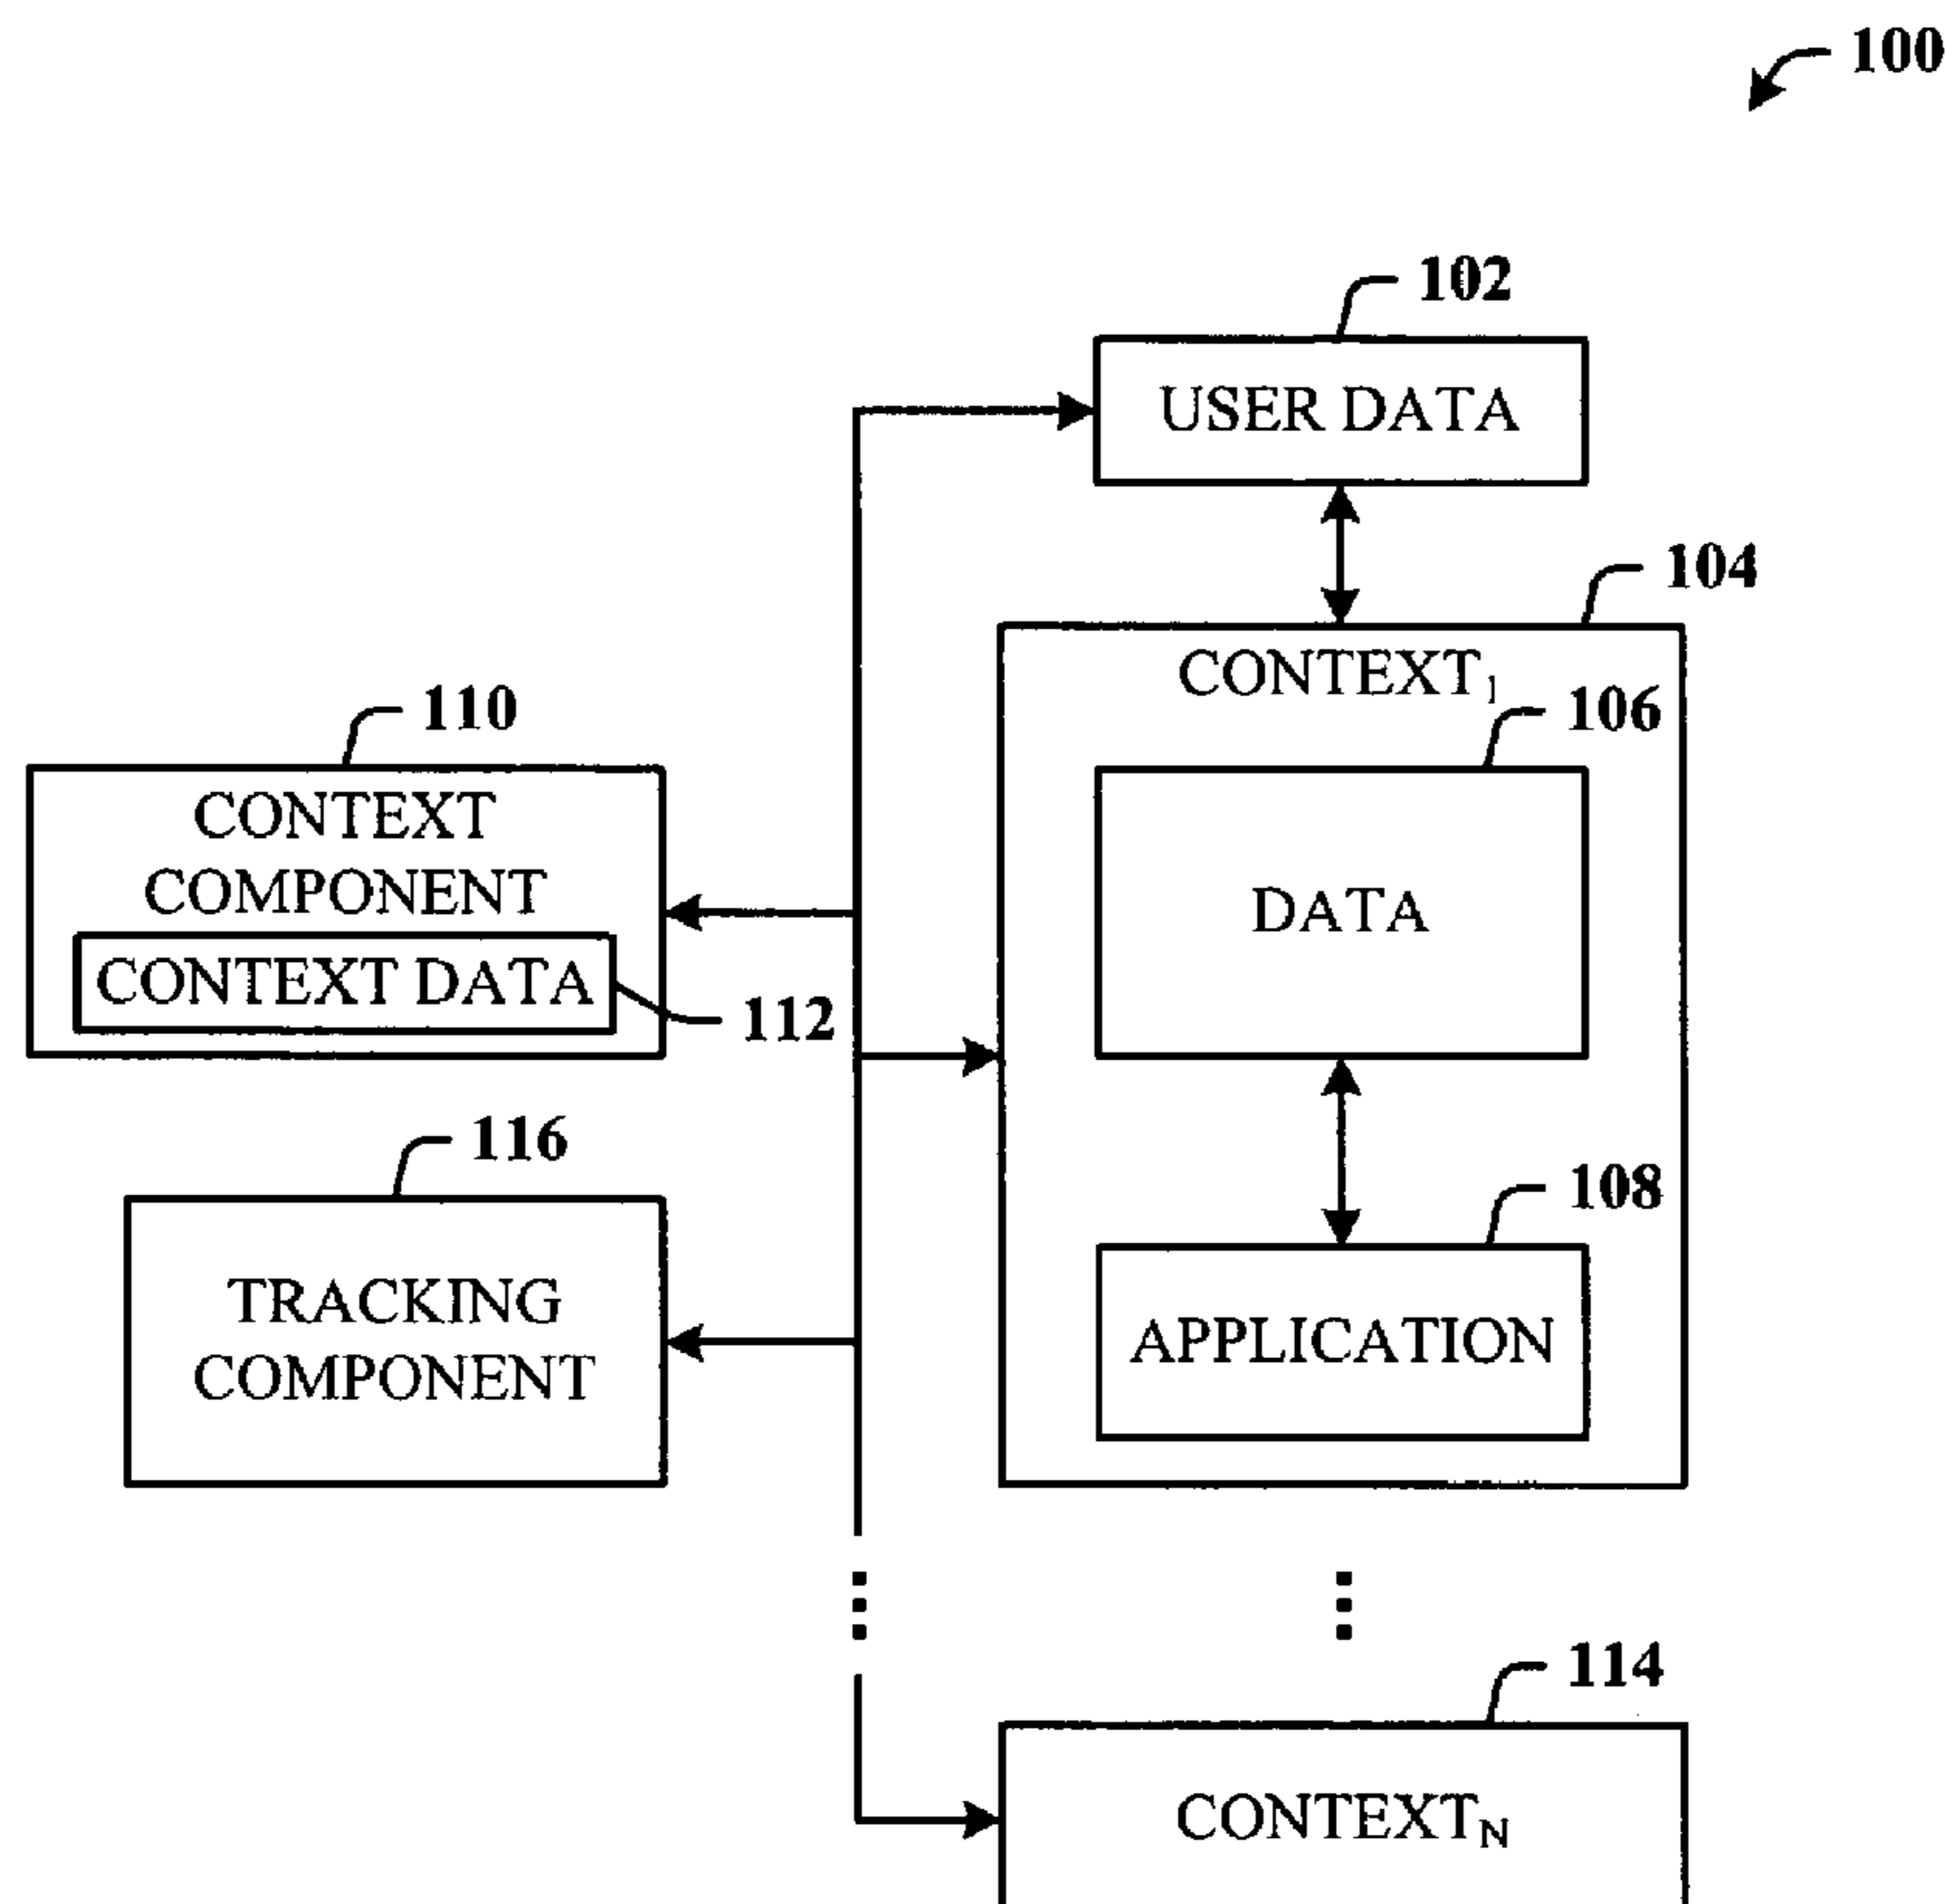 100
102
USER DATA
104
CONTEXT1
106
110
CONTEXT
COMPONENT
DATA
CONTEXT DATA
112
116
108
TRACKING
COMPONENT
APPLICATION
114
CONTEXTN